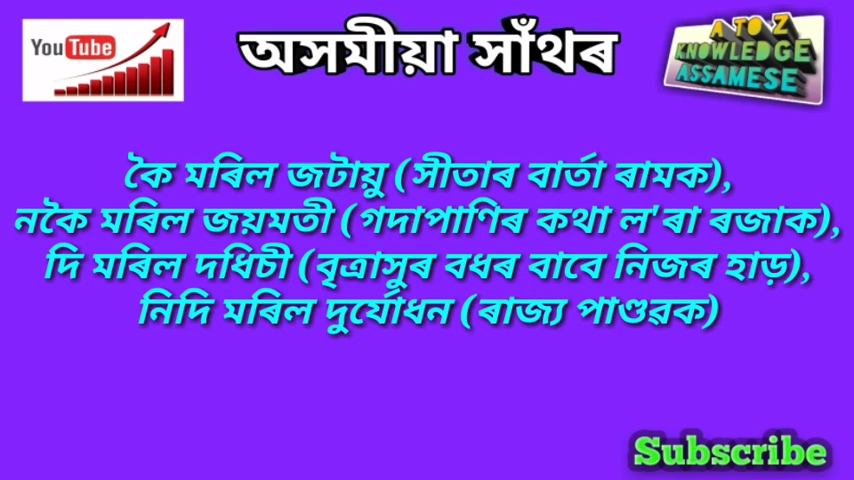 YouTube
অসমীয়া সাঁথৰ
A TO Z
KNOWLEDGE
ASSAMESE
কৈ মৰিল জটায়ু (সীতাৰ বাৰ্তা ৰামক),
নকৈ মৰিল জয়মতী (গদাপাণিৰ কথা ল'ৰা ৰজাক),
দি মৰিল দধিচী (বৃত্ৰাসুৰ বধৰ বাবে নিজৰ হাড়),
নিদি মৰিল দুৰ্যোধন (ৰাজ্য পাণ্ডৱক)
Subscribe